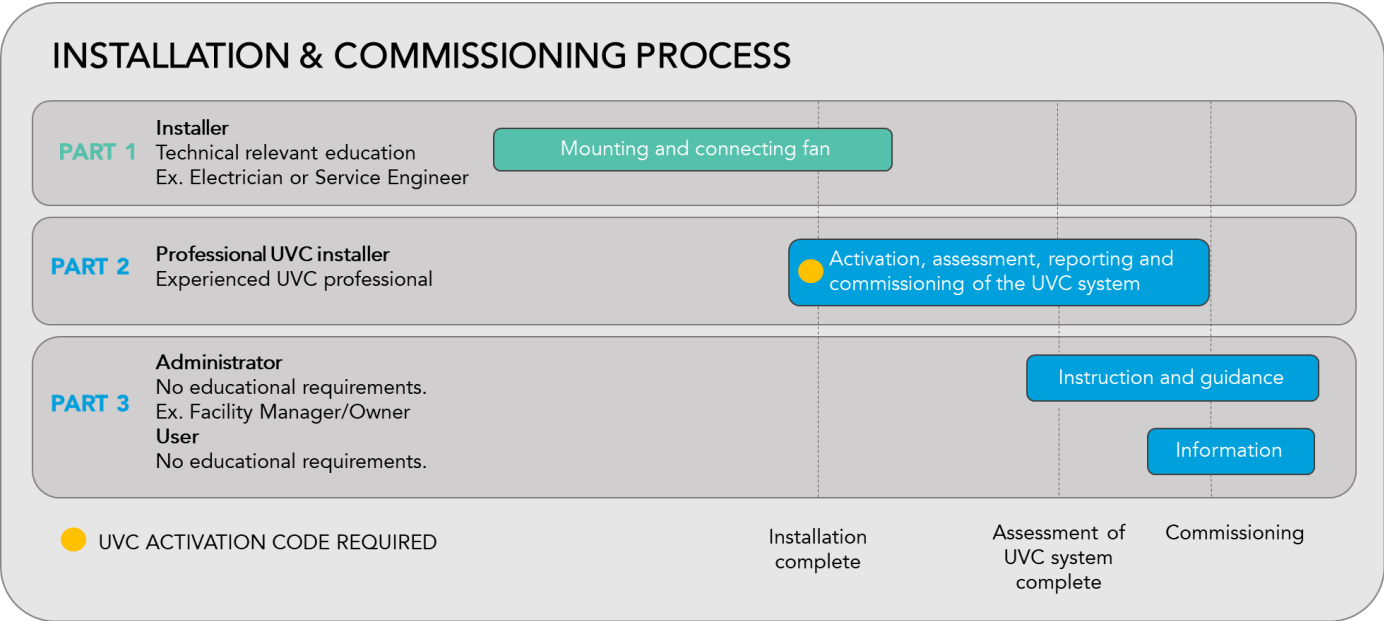 INSTALLATION & COMMISSIONING PROCESS
PART 1
Installer
Technical relevant education
Ex. Electrician or Service Engineer
Mounting and connecting fan
PART 2
Professional UVC installer
Experienced UVC professional
Activation, assessment, reporting and
commissioning of the UVC system
PART 3
Administrator
No educational requirements.
Ex. Facility Manager/Owner
User
No educational requirements.
Instruction and guidance
Information
UVC ACTIVATION CODE REQUIRED
Installation
complete
Assessment of
UVC system
complete
Commissioning